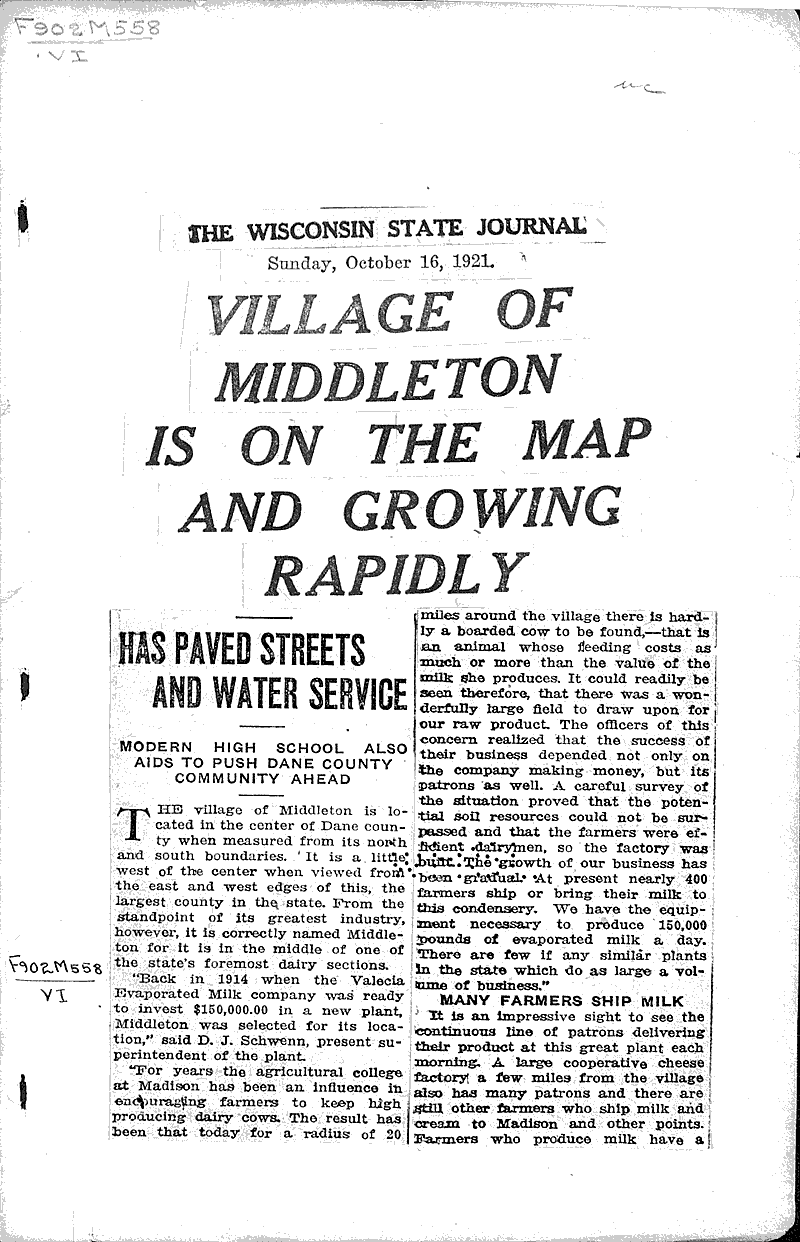 F902M558
VI
THE WISCONSIN STATE JOURNAL
Sunday, October 16, 1921.
VILLAGE OF
MIDDLETON
IS ON THE MAP
AND GROWING
RAPIDLY
HAS PAVED STREETS
AND WATER SERVICE
MODERN HIGH SCHOOL ALSO
AIDS TO PUSH DANE COUNTY
COMMUNITY AHEAD
THE village of Middleton is lo-
cated in the center of Dane coun-
ty when measured from its north
and south boundaries. It is a little
west of the center when viewed from
the east and west edges of this, the
largest county in the state. From the
standpoint of its greatest industry,
however, it is correctly named Middle-
ton for it is in the middle of one of
the state's foremost dairy sections.
"Back in 1914 when the Valecia
Evaporated Milk company was ready
to invest $150,000.00 in a new plant,
Middleton was selected for its loca-
tion," said D. J. Schwenn, present su-
perintendent of the plant.
"For years the agricultural college
at Madison has been an influence in
encouraging farmers to keep high
producing dairy cows. The result has
been that today for a radius of 20
F902M558
VI
miles around the village there is hard-
ly a boarded cow to be found,—that is
an animal whose feeding costs as
much or more than the value of the
milk she produces. It could readily be
seen therefore, that there was a won-
derfully large field to draw upon for
our raw product. The officers of this
concern realized that the success of
their business depended not only on
the company making money, but its
patrons as well. A careful survey of
the situation proved that the poten-
tial soil resources could not be sur-
passed and that the farmers were ef-
ficient dairymen, so the factory was
built. The growth of our business has
been gradual. At present nearly 400
farmers ship or bring their milk to
this condensery. We have the equip-
ment necessary to produce 150,000
pounds of evaporated milk a day.
There are few if any similar plants
in the state which do as large a vol-
ume of business."
MANY FARMERS SHIP MILK
It is an impressive sight to see the
continuous line of patrons delivering
their product at this great plant each
morning. A large cooperative cheese
factory a few miles from the village
also has many patrons and there are
still other farmers who ship milk and
cream to Madison and other points.
Farmers who produce milk have a